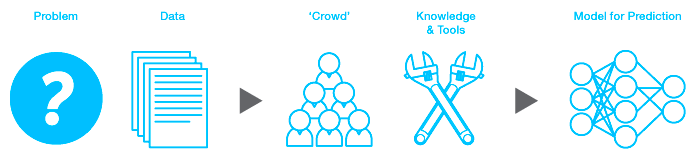 Problem
Data
‘Crowd’
Knowledge
& Tools
Model for Prediction
?